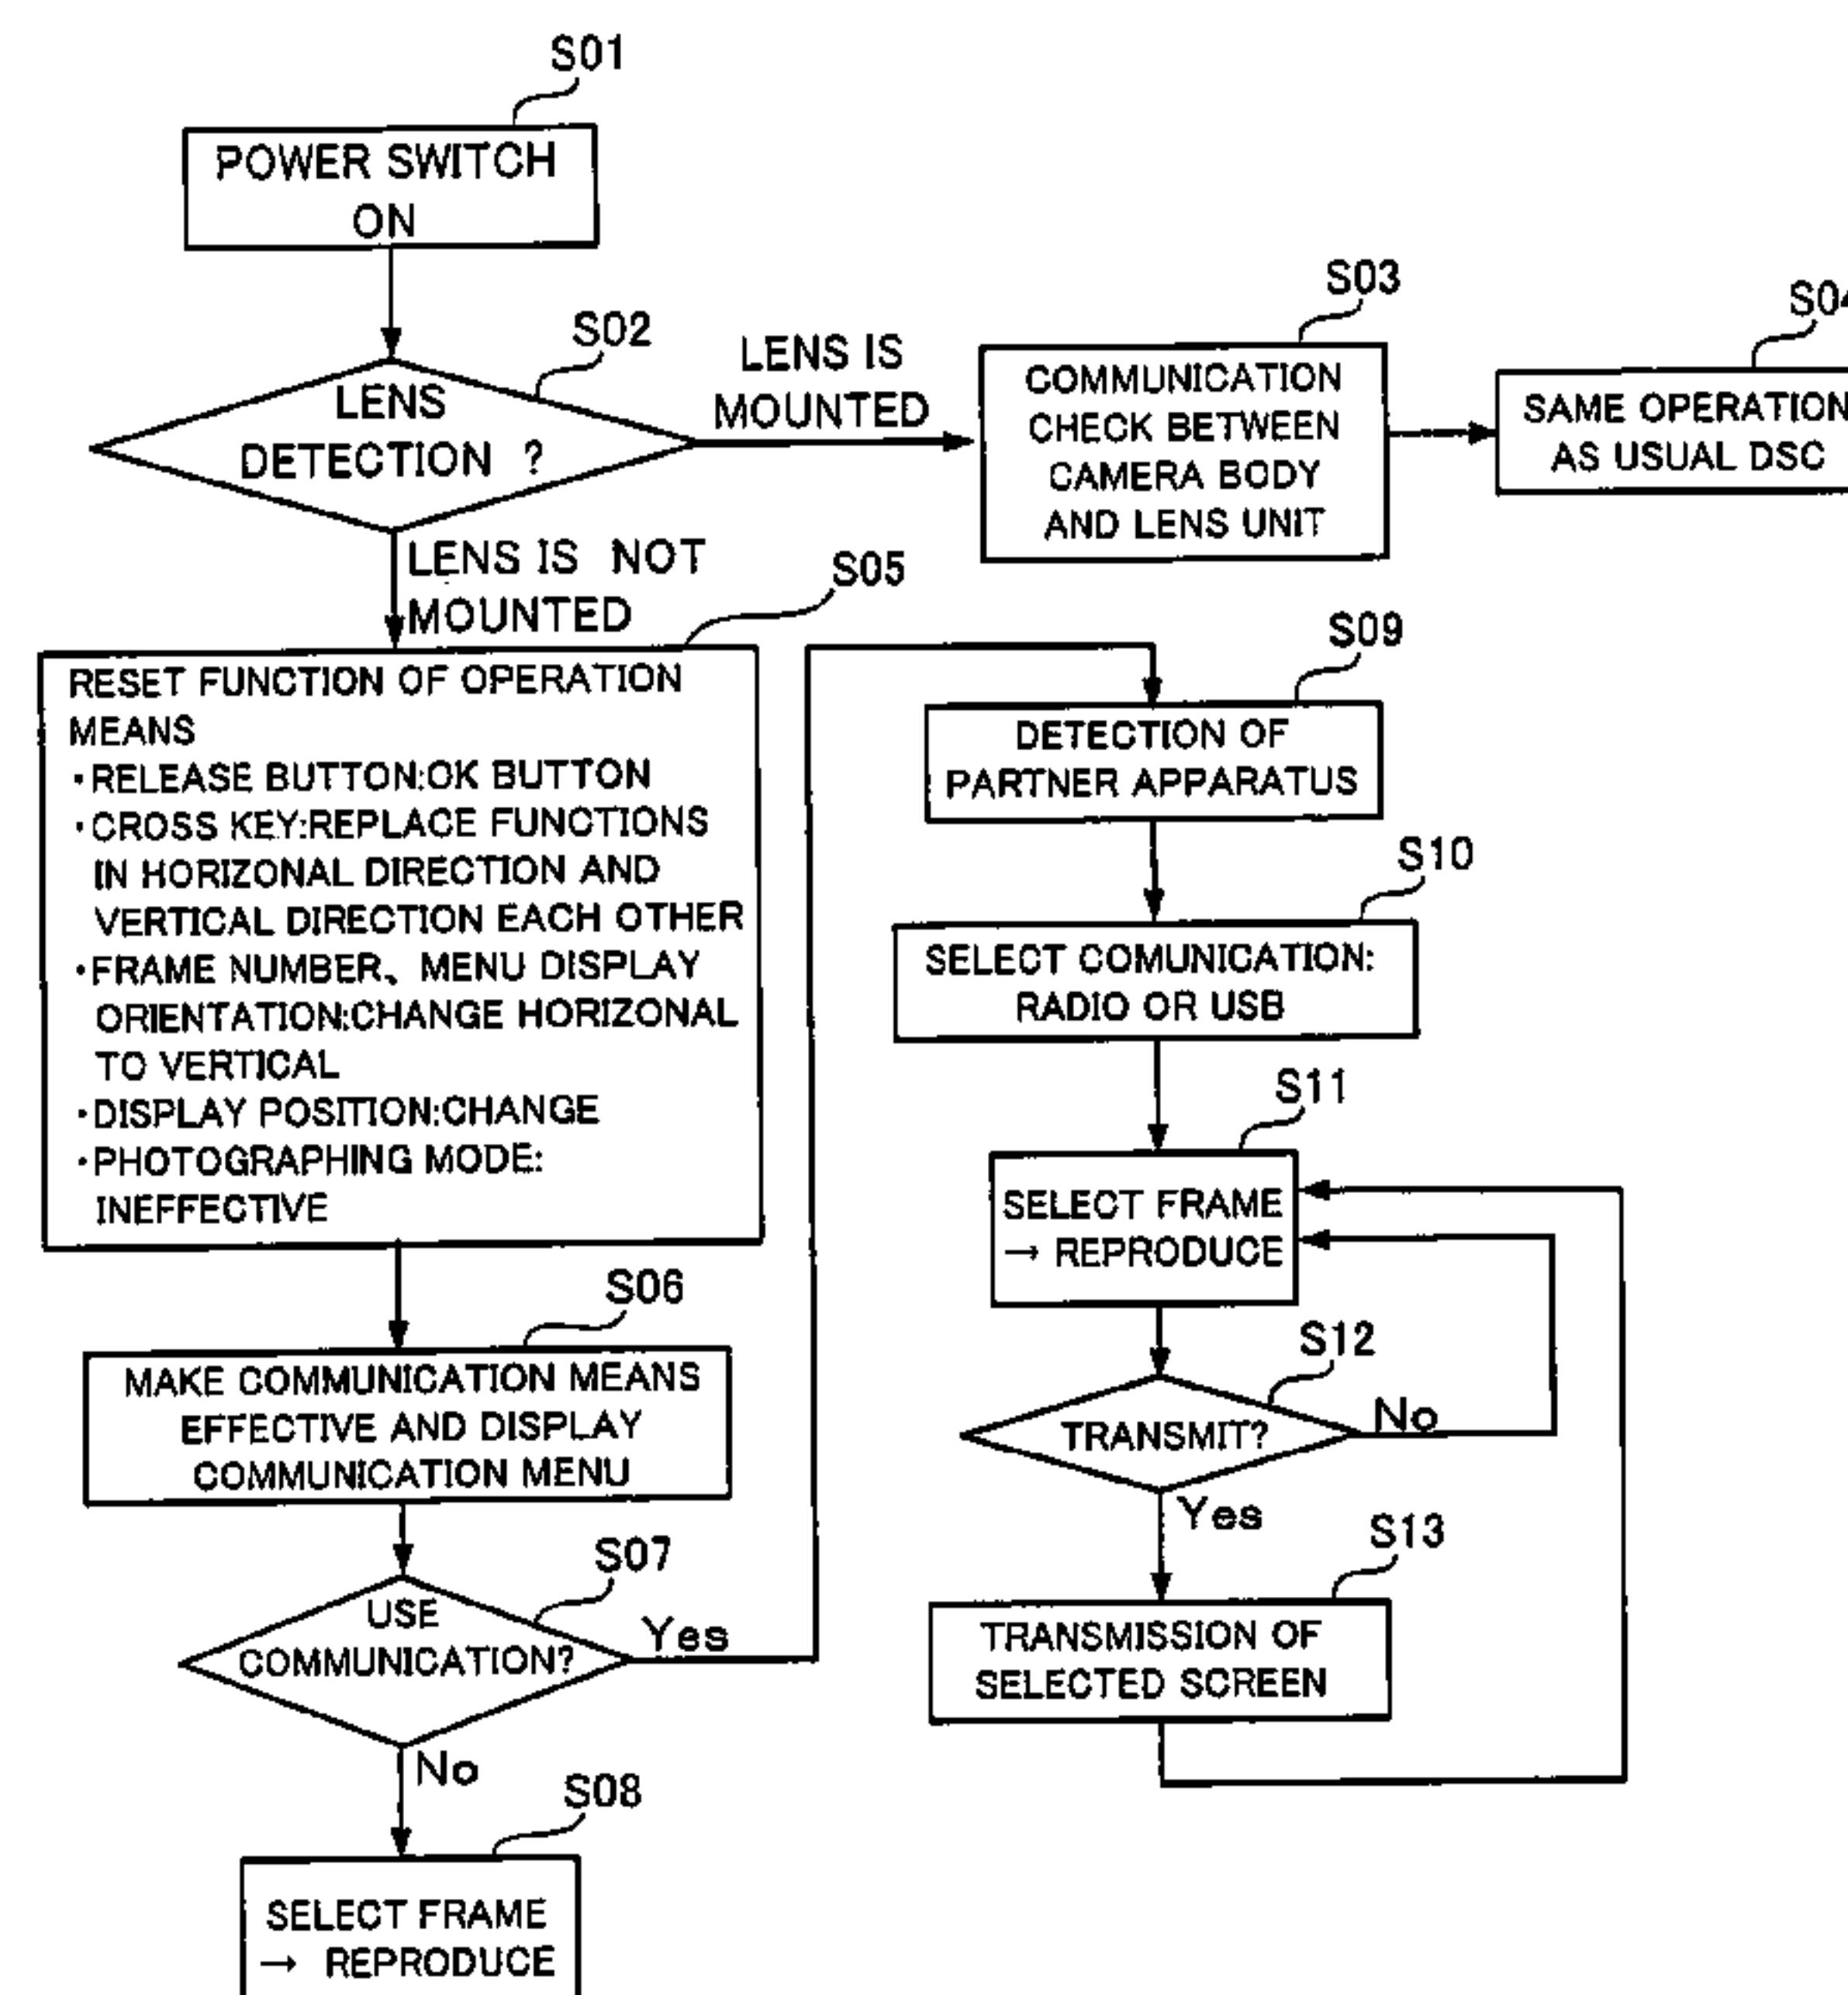 S01
POWER SWITCH
ON
S02
LENS
DETECTION ?
LENS IS
MOUNTED
S03
COMMUNICATION
CHECK BETWEEN
CAMERA BODY
AND LENS UNIT
S04
SAME OPERATION
AS USUAL DSC
LENS IS NOT
MOUNTED
S05
RESET FUNCTION OF OPERATION
MEANS
・RELEASE BUTTON:OK BUTTON
・CROSS KEY:REPLACE FUNCTIONS
IN HORIZONAL DIRECTION AND
VERTICAL DIRECTION EACH OTHER
・FRAME NUMBER、MENU DISPLAY
ORIENTATION:CHANGE HORIZONAL
TO VERTICAL
・DISPLAY POSITION:CHANGE
・PHOTOGRAPHING MODE:
INEFFECTIVE
S06
MAKE COMMUNICATION MEANS
EFFECTIVE AND DISPLAY
COMMUNICATION MENU
S07
USE
COMMUNICATION?
Yes
No
S08
SELECT FRAME
→ REPRODUCE
S09
DETECTION OF
PARTNER APPARATUS
S10
SELECT COMUNICATION:
RADIO OR USB
S11
SELECT FRAME
→ REPRODUCE
S12
TRANSMIT?
No
Yes
S13
TRANSMISSION OF
SELECTED SCREEN